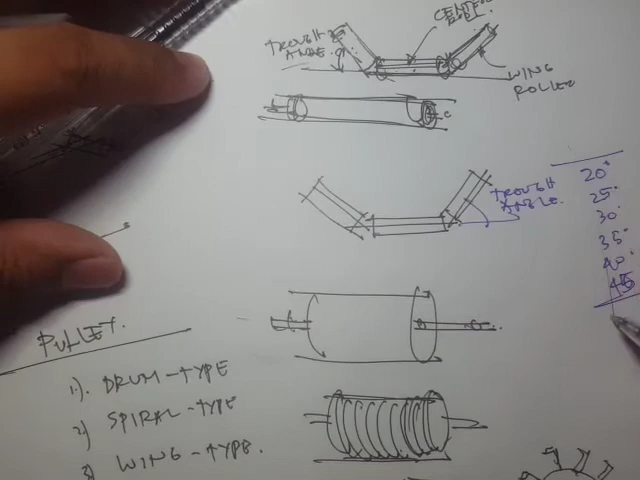 TROUGH
ANGLE.
WING
ROLLER
TROUGH
ANGLE.
20°
25°
30°
35°
40°
45
PULLEY.
1). DRUM-TYPE
2) SPIRAL-TYPE
3) WING-TYPE.